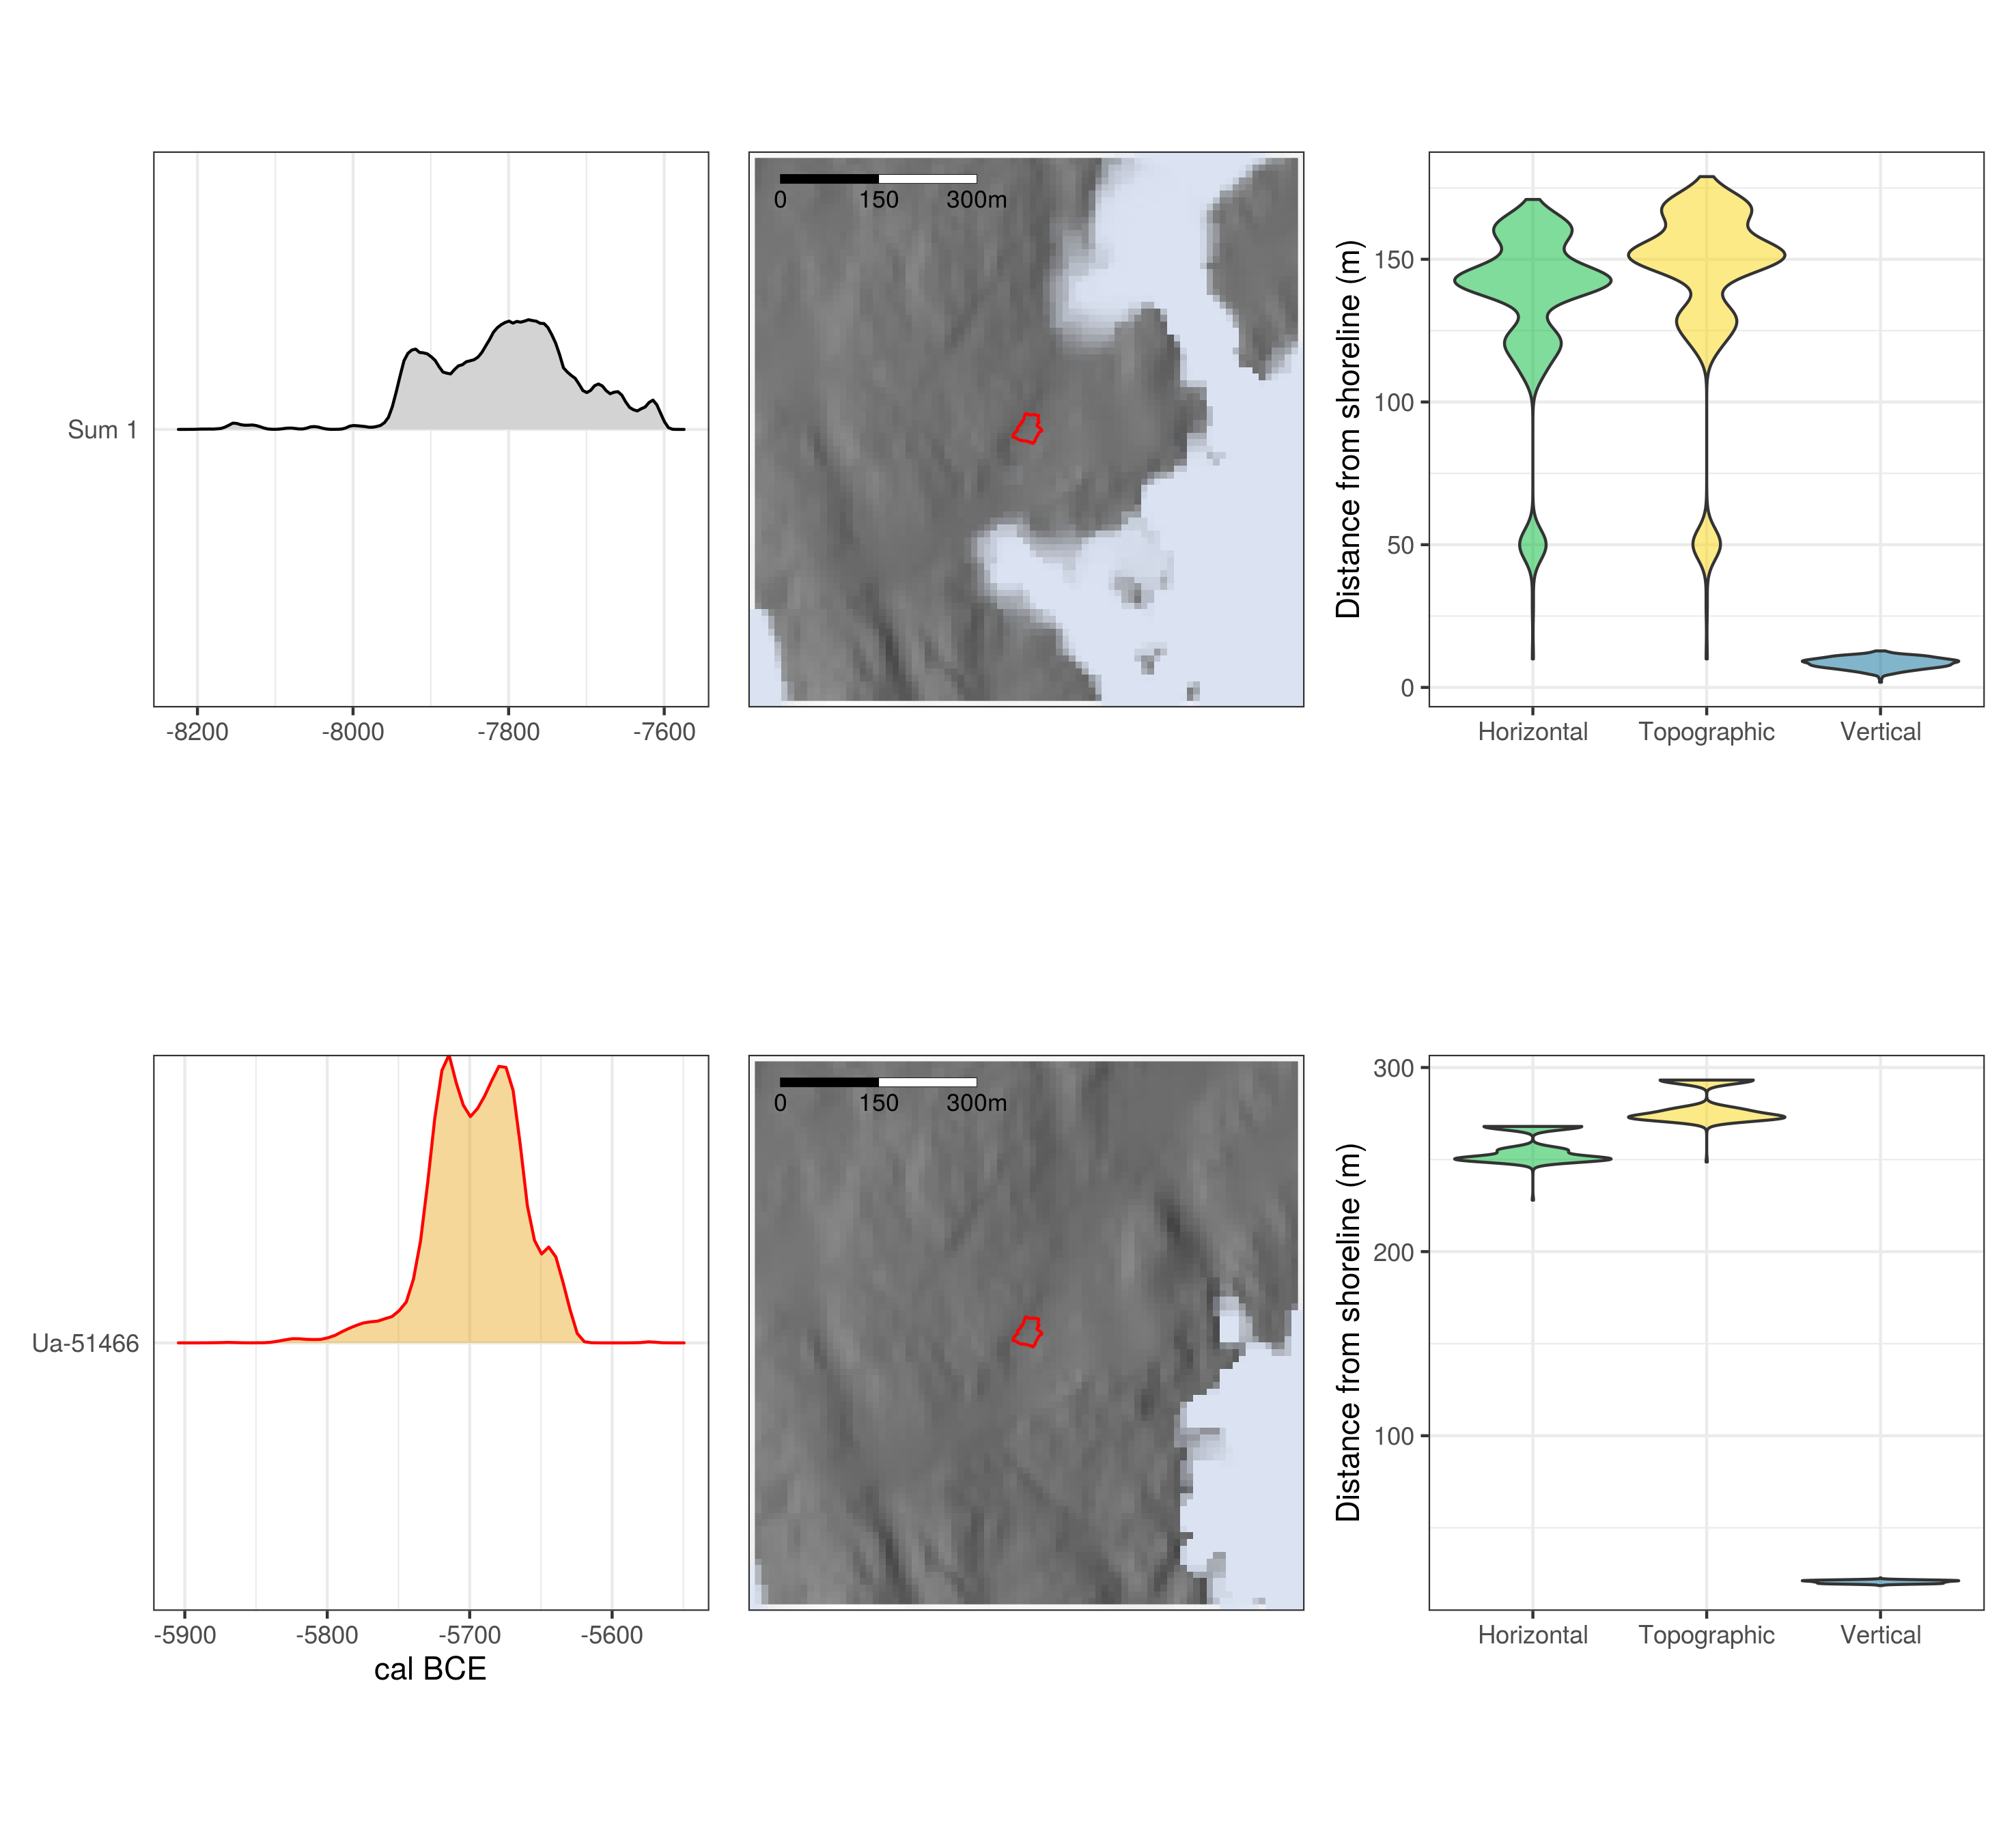 0 150 300m
Sum 1
-8200 -8000 -7800 -7600
Distance from shoreline (m)
150
100
50
0
Horizontal Topographic Vertical
0 150 300m
Ua-51466
-5900 -5800 -5700 -5600
cal BCE
Distance from shoreline (m)
300
200
100
Horizontal Topographic Vertical